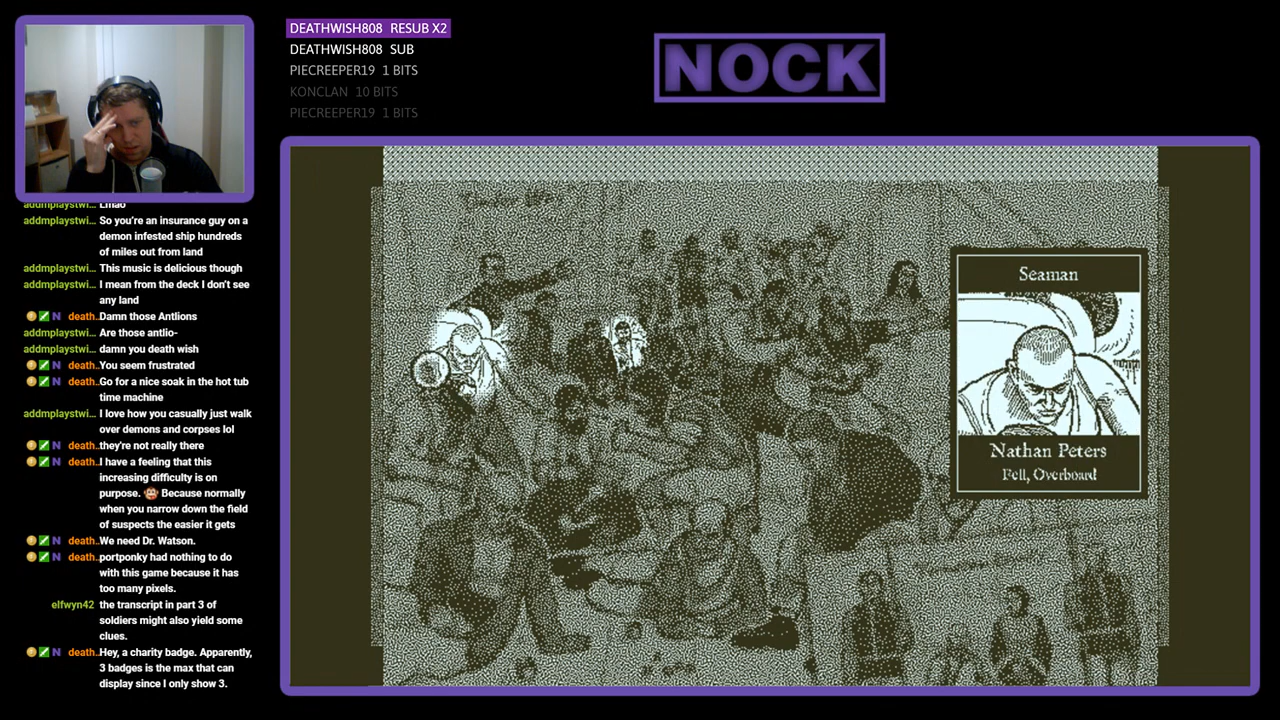 DEATHWISH808 RESUB X2
DEATHWISH808 SUB
PIECREEPER19 1 BITS
KONCLAN 10 BITS
PIECREEPER19 1 BITS
NOCK
addmplaystwi... Lmao
addmplaystwi... So you're an insurance guy on a
demon infested ship hundreds
of miles out from land
addmplaystwi... This music is delicious though
addmplaystwi... I mean from the deck I don't see
any land
N death.. Damn those Antlions
addmplaystwi... Are those antlio-
addmplaystwi... damn you death wish
N death.. You seem frustrated
N death.. Go for a nice soak in the hot tub
time machine
addmplaystwi... I love how you casually just walk
over demons and corpses lol
N death.. they're not really there
N death.. I have a feeling that this
increasing difficulty is on
purpose. Because normally
when you narrow down the field
of suspects the easier it gets
N death.. We need Dr. Watson.
N death.. portponky had nothing to do
with this game because it has
too many pixels.
elfwyn42 the transcript in part 3 of
soldiers might also yield some
clues.
N death.. Hey, a charity badge. Apparently,
3 badges is the max that can
display since I only show 3.
Seaman
Nathan Peters
Fell, Overboard